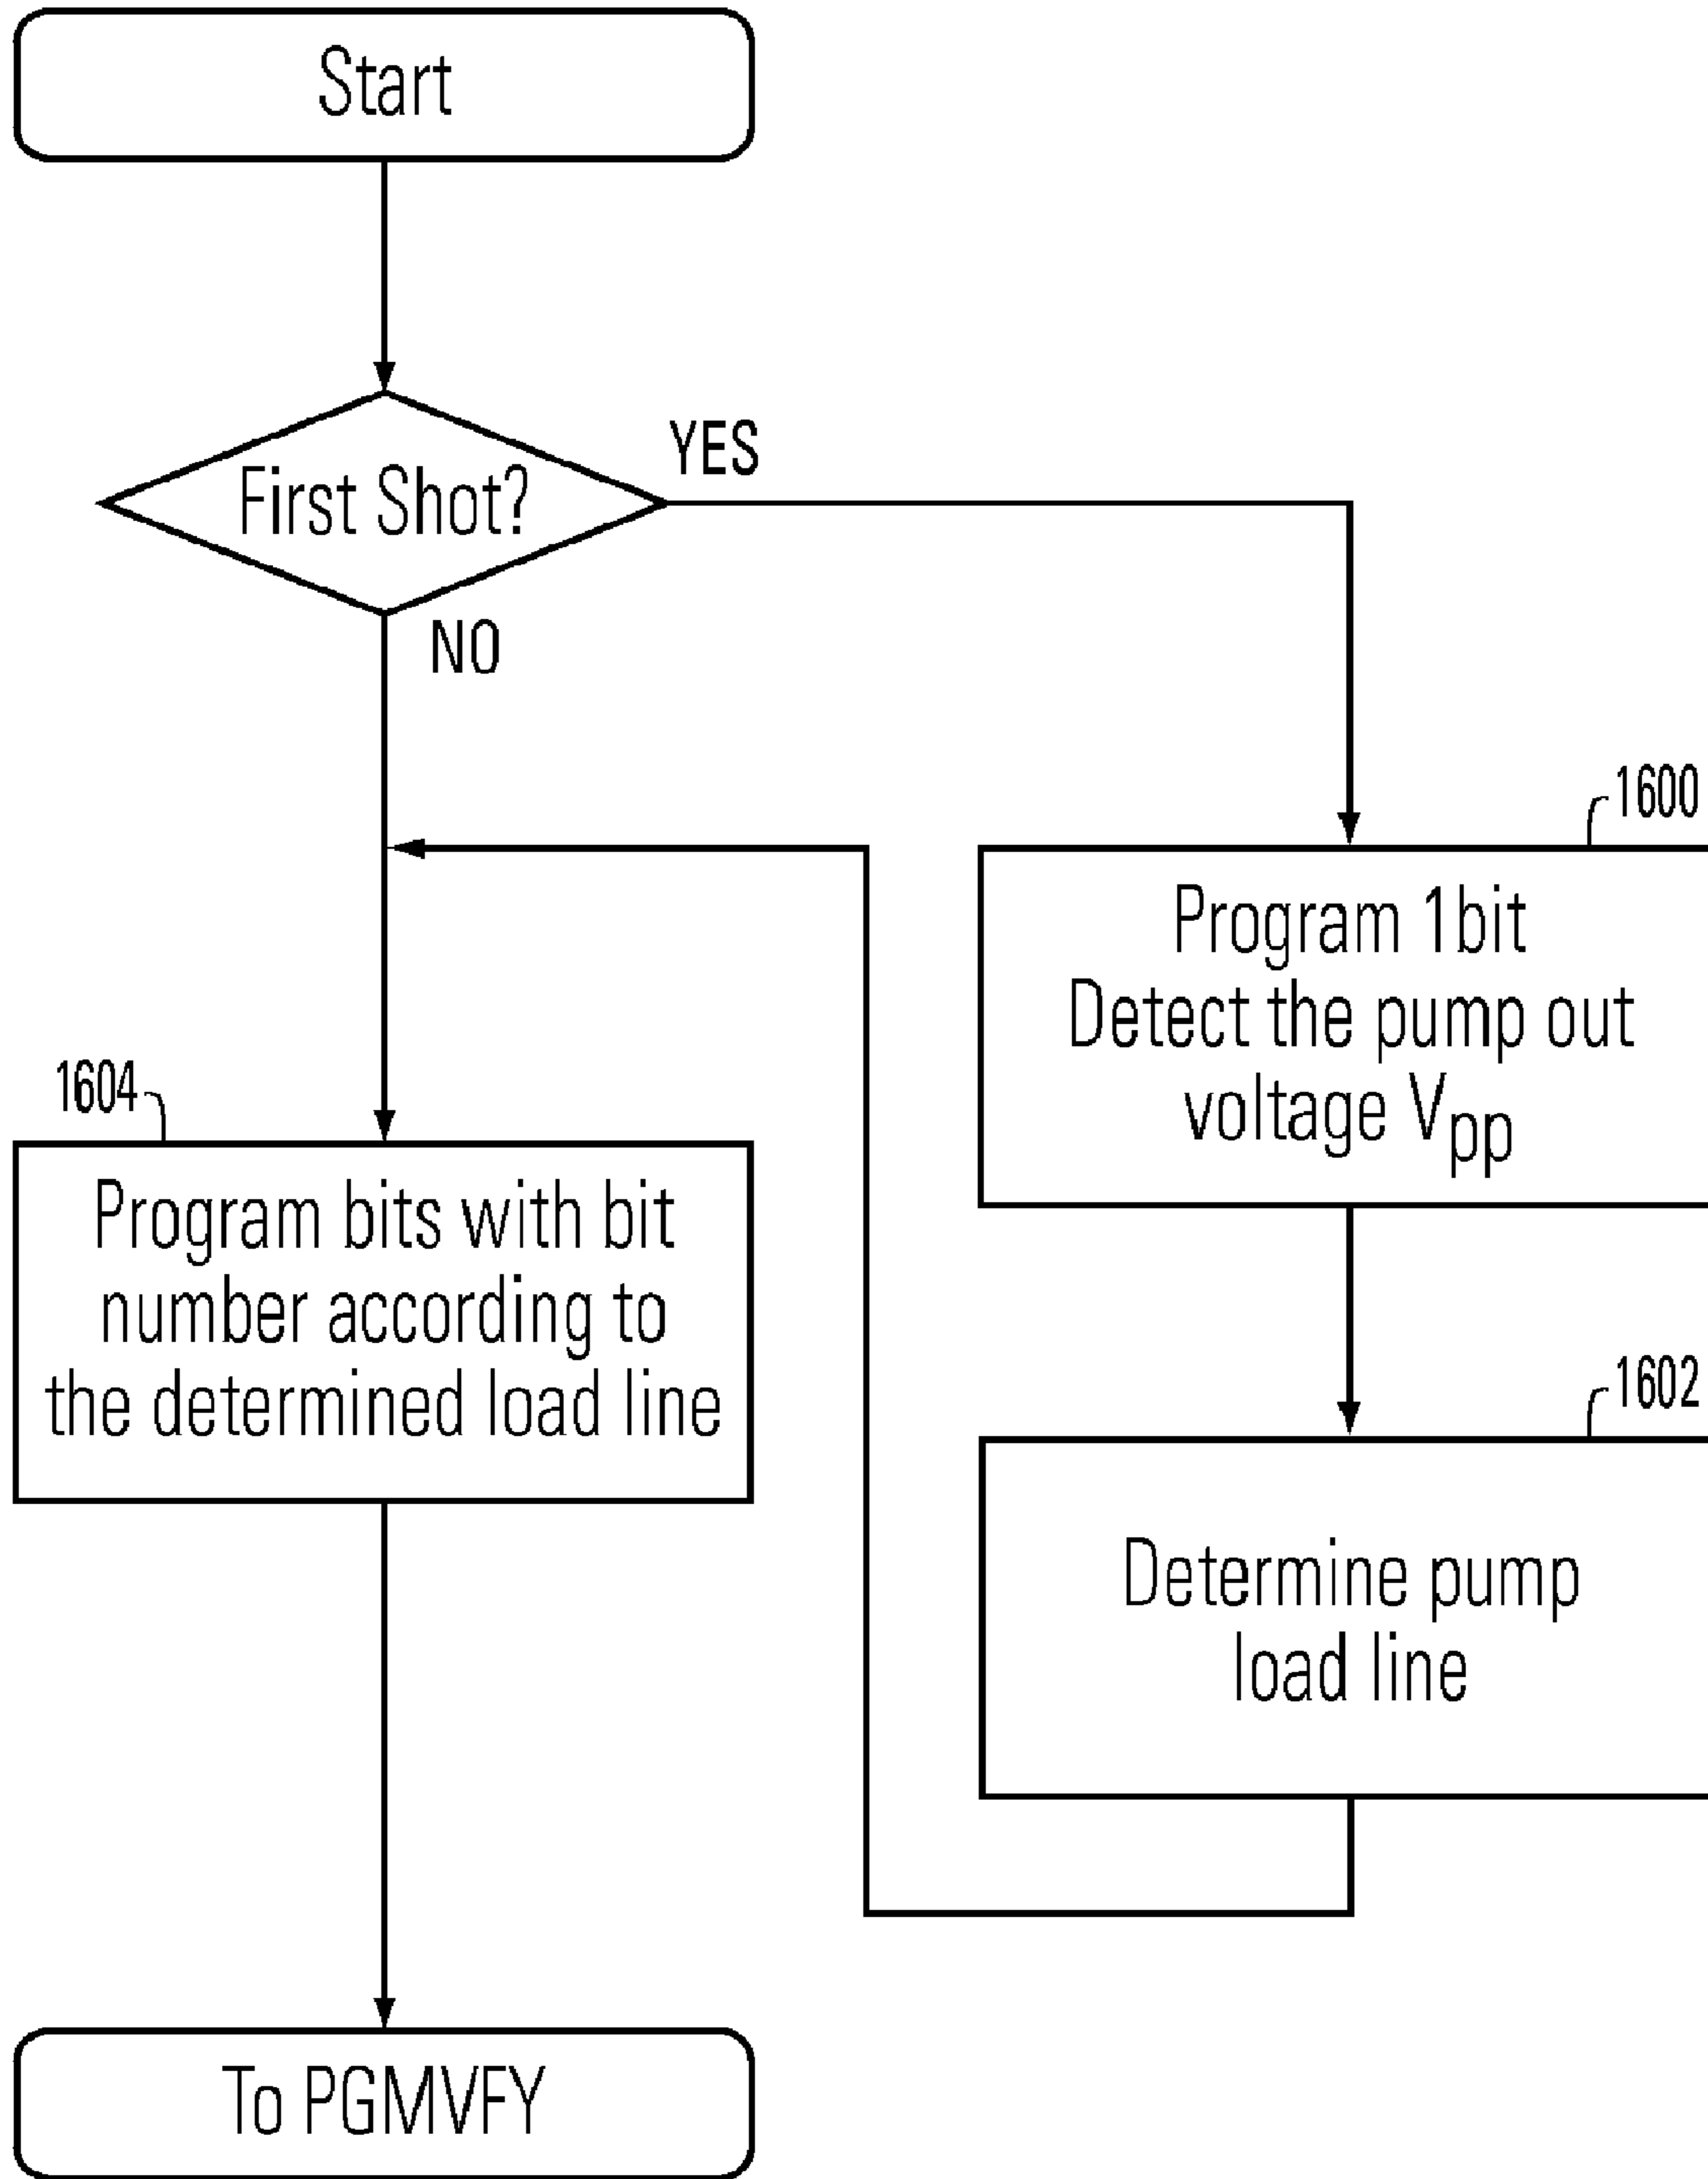 Start
First Shot?
YES
NO
1600
Program 1bit
Detect the pump out
voltage Vpp
1604
Program bits with bit
number according to
the determined load line
1602
Determine pump
load line
To PGMVFY